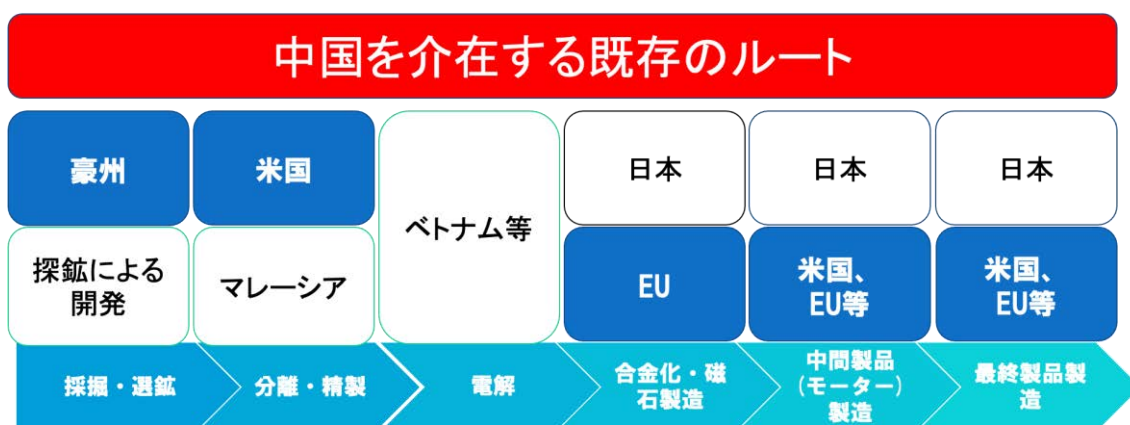 中国を介在する既存のルート
豪州
米国
ベトナム等
日本
日本
日本
探鉱による
開発
マレーシア
EU
米国、
EU等
米国、
EU等
採掘・選鉱
分離・精製
電解
合金化・磁
石製造
中間製品
(モーター)
製造
最終製品製
造